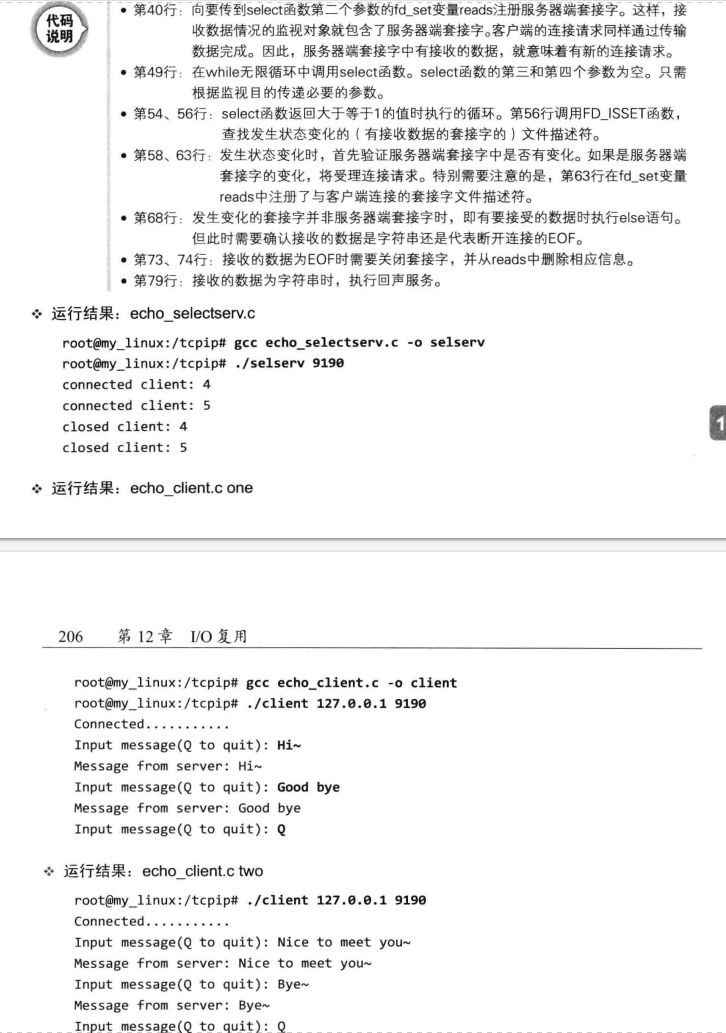 代码
说明
• 第40行：向要传到select函数第二个参数的fd_set变量reads注册服务器端套接字。这样，接
收数据情况的监视对象就包含了服务器端套接字。客户端的连接请求同样通过传输
数据完成。因此，服务器端套接字中有接收的数据，就意味着有新的连接请求。
• 第49行：在while无限循环中调用select函数。select函数的第三和第四个参数为空。只需
根据监视目的传递必要的参数。
• 第54、56行：select函数返回大于等于1的值时执行的循环。第56行调用FD_ISSET函数，
查找发生状态变化的（有接收数据的套接字的）文件描述符。
• 第58、63行：发生状态变化时，首先验证服务器端套接字中是否有变化。如果是服务器端
套接字的变化，将受理连接请求。特别需要注意的是，第63行在fd_set变量
reads中注册了与客户端连接的套接字文件描述符。
• 第68行：发生变化的套接字并非服务器端套接字时，即有要接受的数据时执行else语句。
但此时需要确认接收的数据是字符串还是代表断开连接的EOF。
• 第73、74行：接收的数据为EOF时需要关闭套接字，并从reads中删除相应信息。
• 第79行：接收的数据为字符串时，执行回声服务。
❖ 运行结果：echo_selectserv.c
root@my_linux:/tcpip# gcc echo_selectserv.c -o selserv
root@my_linux:/tcpip# ./selserv 9190
connected client: 4
connected client: 5
closed client: 4
closed client: 5
1
❖ 运行结果：echo_client.c one
206 第 12 章 I/O 复用
root@my_linux:/tcpip# gcc echo_client.c -o client
root@my_linux:/tcpip# ./client 127.0.0.1 9190
Connected...........
Input message(Q to quit): Hi~
Message from server: Hi~
Input message(Q to quit): Good bye
Message from server: Good bye
Input message(Q to quit): Q
❖ 运行结果：echo_client.c two
root@my_linux:/tcpip# ./client 127.0.0.1 9190
Connected...........
Input message(Q to quit): Nice to meet you~
Message from server: Nice to meet you~
Input message(Q to quit): Bye~
Message from server: Bye~
Input message(Q to quit): Q